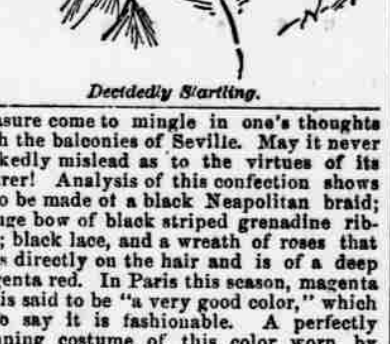 Decidedly Startling.
asure come to mingle in one's thoughts
h the balconies of Seville. May it never
kedly mislead as to the virtues of its
rer! Analysis of this confection shows
o be made of a black Neapolitan braid;
uge bow of black striped grenadine rib-
; black lace, and a wreath of roses that
s directly on the hair and is of a deep
enta red. In Paris this season, magenta
is said to be "a very good color," which
o say it is fashionable. A perfectly
ning costume of this color worn by